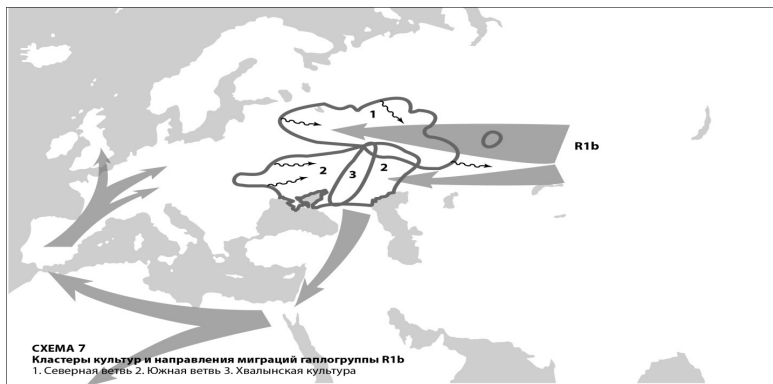 1
R1b
2
2
3
СХЕМА 7
Кластеры культур и направления миграций гаплогруппы R1b
1. Северная ветвь 2. Южная ветвь 3. Хвалынская культура